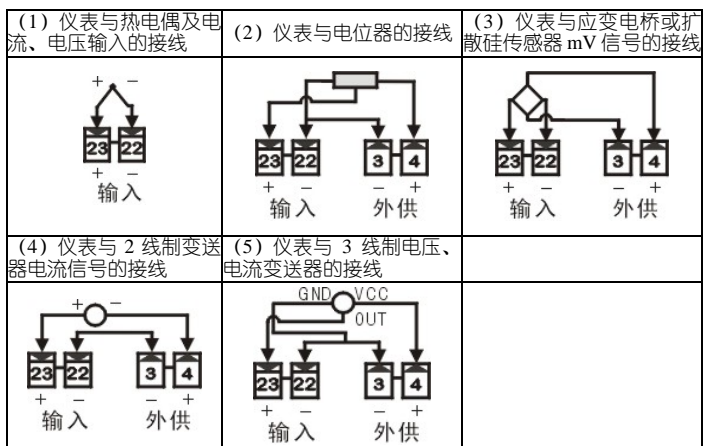 （1）仪表与热电偶及电
流、电压输入的接线
（2）仪表与电位器的接线
（3）仪表与应变电桥或扩
散硅传感器 mV 信号的接线
+ −
23 22
+ −
输入
23 22 3 4
+ − − +
输入 外供
23 22 3 4
+ − − +
输入 外供
（4）仪表与 2 线制变送
器电流信号的接线
（5）仪表与 3 线制电压、
电流变送器的接线
+ −
23 22 3 4
+ − − +
输入 外供
GND VCC
OUT
23 22 3 4
+ − − +
输入 外供